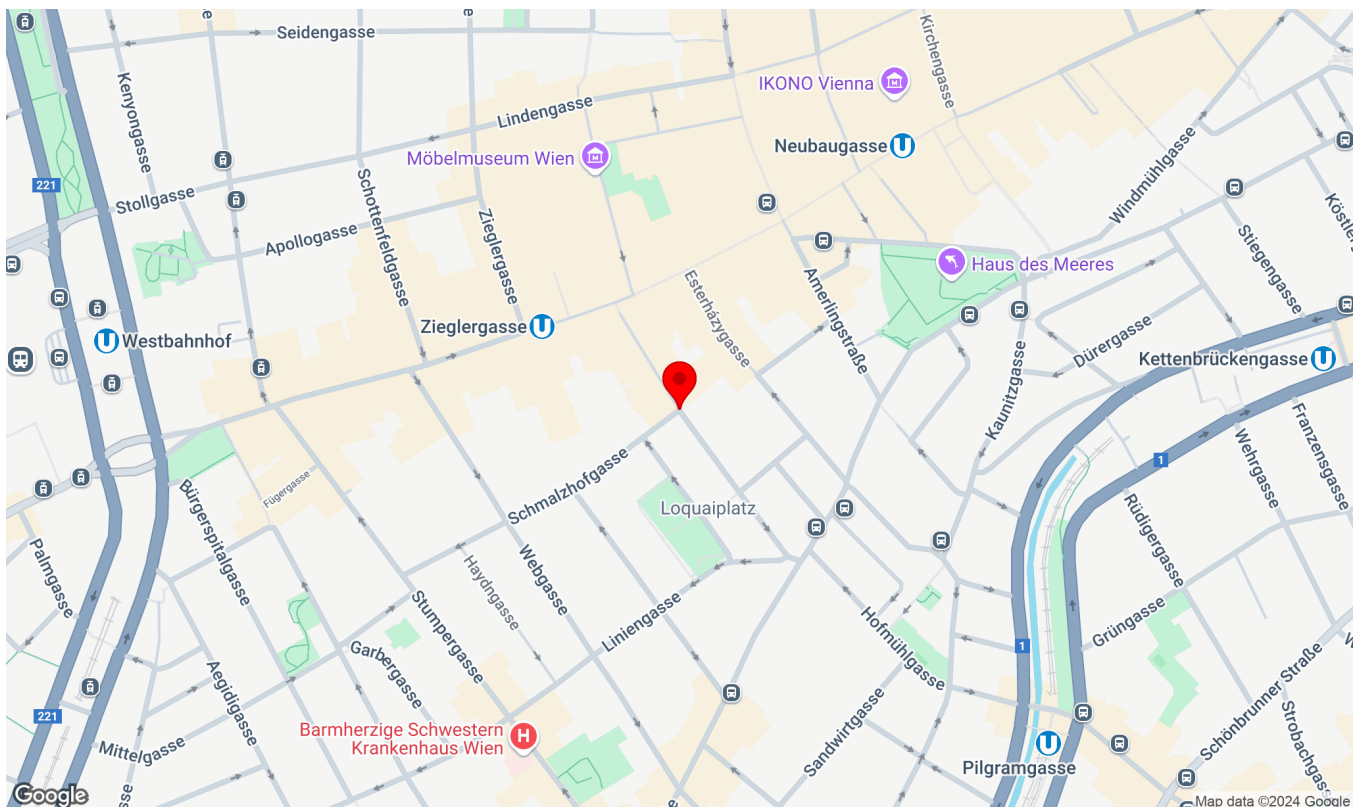 Seidengasse
Kirchengasse
IKONO Vienna
Kenyongasse
Lindengasse
Neubaugasse
Möbelmuseum Wien
Windmühlgasse
221
Stollgasse
Schottenfeldgasse
Zieglergasse
Köstlerg
Apollogasse
Stiegengasse
Haus des Meeres
Esterházygasse
Amerlingstraße
Zieglergasse
Westbahnhof
Dürergasse
Kettenbrückengasse
Kaunitzgasse
Franzensgasse
Wehrgasse
1
Schmalzhofgasse
Fügergasse
Bürgerspitalgasse
Loquaiplatz
Rüdigergasse
Palmgasse
Haydngasse
Webgasse
Stumpergasse
Liniengasse
Hofmühlgasse
Grüngasse
1
Garbergasse
Aegidigasse
Schönbrunner Straße
W
221
Barmherzige Schwestern
Krankenhaus Wien
H
Mittelgasse
Sandwirtgasse
Strobachgasse
Pilgramgasse
Google
Map data ©2024 Google